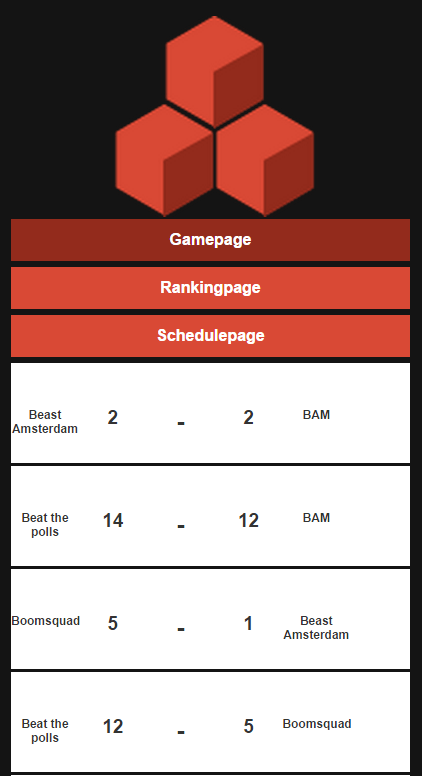 Gamepage
Rankingpage
Schedulepage
Beast
Amsterdam
2 - 2
BAM
Beat the
polls
14 - 12
BAM
Boomsquad
5 - 1
Beast
Amsterdam
Beat the
polls
12 - 5
Boomsquad